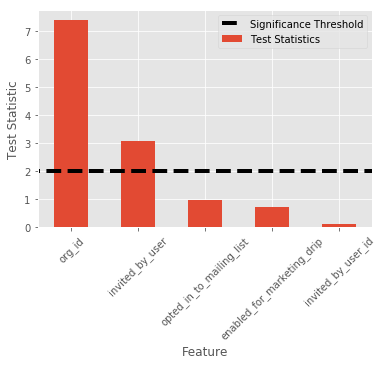 Significance Threshold
Test Statistics
Test Statistic
7
6
5
4
3
2
1
0
org_id
invited_by_user
opted_in_to_mailing_list
enabled_for_marketing_drip
invited_by_user_id
Feature